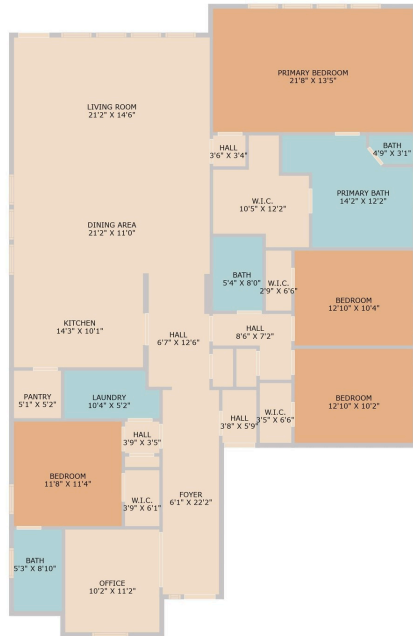 PRIMARY BEDROOM
21'8" X 13'5"
LIVING ROOM
21'2" X 14'6"
HALL
3'6" X 3'4"
BATH
4'9" X 3'1"
PRIMARY BATH
14'2" X 12'2"
W.I.C.
10'5" X 12'2"
DINING AREA
21'2" X 11'0"
BATH
5'4" X 8'0"
W.I.C.
2'9" X 6'6"
BEDROOM
12'10" X 10'4"
KITCHEN
14'3" X 10'1"
HALL
6'7" X 12'6"
HALL
8'6" X 7'2"
PANTRY
5'1" X 5'2"
LAUNDRY
10'4" X 5'2"
HALL
3'8" X 5'9"
W.I.C.
3'5" X 6'6"
BEDROOM
12'10" X 10'2"
HALL
3'9" X 3'5"
BEDROOM
11'8" X 11'4"
W.I.C.
3'9" X 6'1"
FOYER
6'1" X 22'2"
BATH
5'3" X 8'10"
OFFICE
10'2" X 11'2"